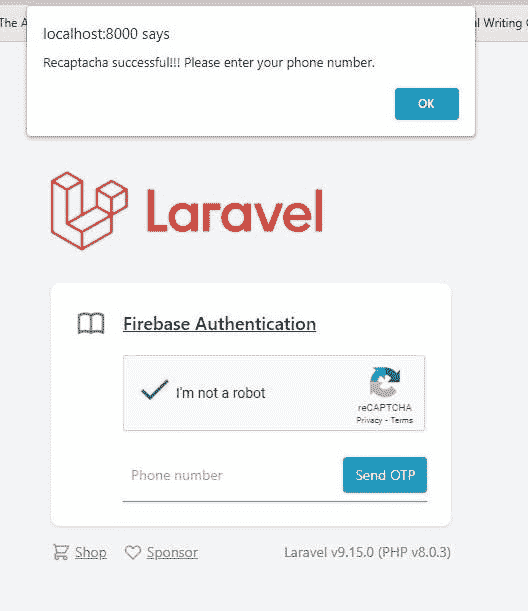 The A
al Writing
localhost:8000 says
Recaptacha successful!!! Please enter your phone number.
OK
Laravel
Firebase Authentication
I'm not a robot
reCAPTCHA
Privacy - Terms
Phone number
Send OTP
Shop
Sponsor
Laravel v9.15.0 (PHP v8.0.3)